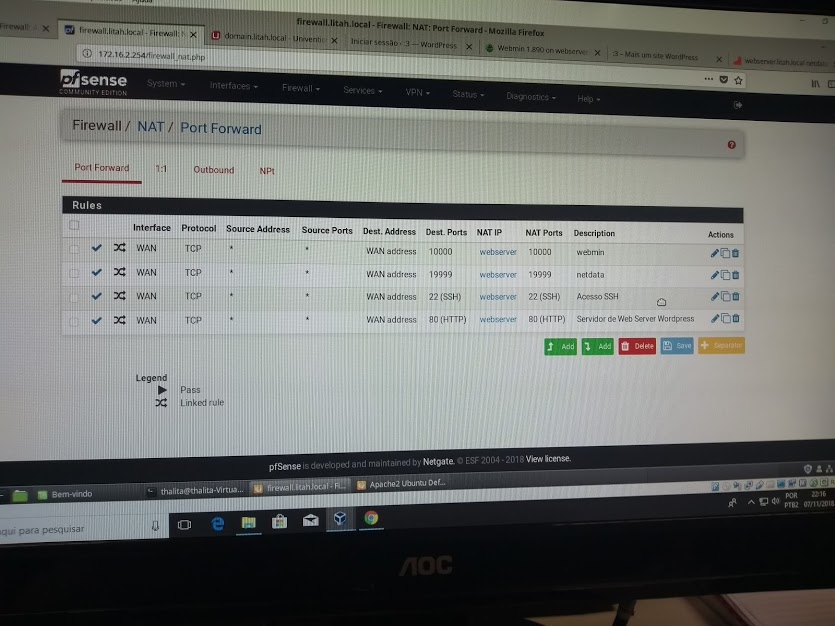 firewall.litah.local - Firewall: NAT: Port Forward - Mozilla Firefox
firewall.litah.local - Firewall: N
domain.litah.local - Univention
Iniciar sessão ‹ :3 — WordPress
Webmin 1.890 on webserver
:3 – Mais um site WordPress
webserver.litah.local netdata
172.16.2.254/firewall_nat.php
pfsense
COMMUNITY EDITION
System
Interfaces
Firewall
Services
VPN
Status
Diagnostics
Help
Firewall / NAT / Port Forward
Port Forward 1:1 Outbound NPt
Rules
Interface Protocol Source Address Source Ports Dest. Address Dest. Ports NAT IP NAT Ports Description Actions
WAN TCP * * WAN address 10000 webserver 10000 webmin
WAN TCP * * WAN address 19999 webserver 19999 netdata
WAN TCP * * WAN address 22 (SSH) webserver 22 (SSH) Acesso SSH
WAN TCP * * WAN address 80 (HTTP) webserver 80 (HTTP) Servidor de Web Server Wordpress
Add Add Delete Save Separator
Legend
Pass
Linked rule
pfSense is developed and maintained by Netgate. © ESF 2004 - 2018 View license.
Bem-vindo
thalita@thalita-Virtua...
firewall.litah.local - Fi...
Apache2 Ubuntu Def...
aqui para pesquisar
POR
PTB2
22:16
07/11/2018
AOC